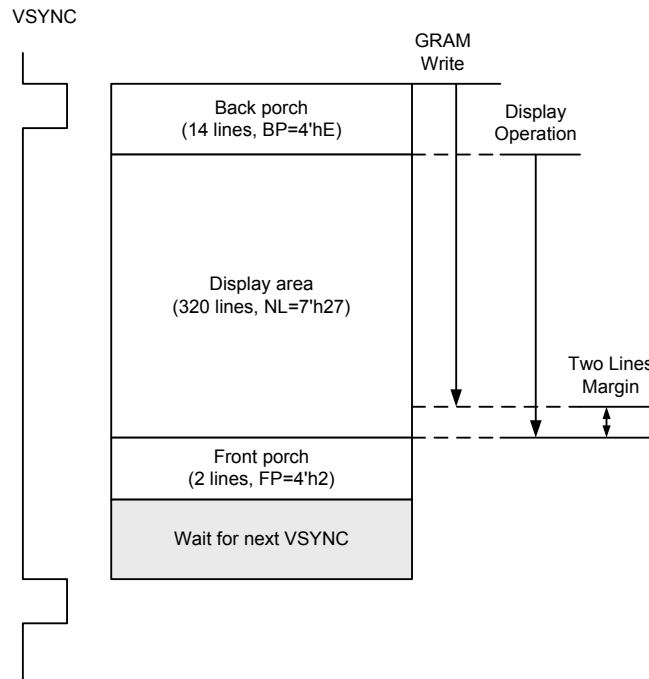 VSYNC
GRAM
Write
Back porch
(14 lines, BP=4'hE)
Display
Operation
Display area
(320 lines, NL=7'h27)
Two Lines
Margin
Front porch
(2 lines, FP=4'h2)
Wait for next VSYNC